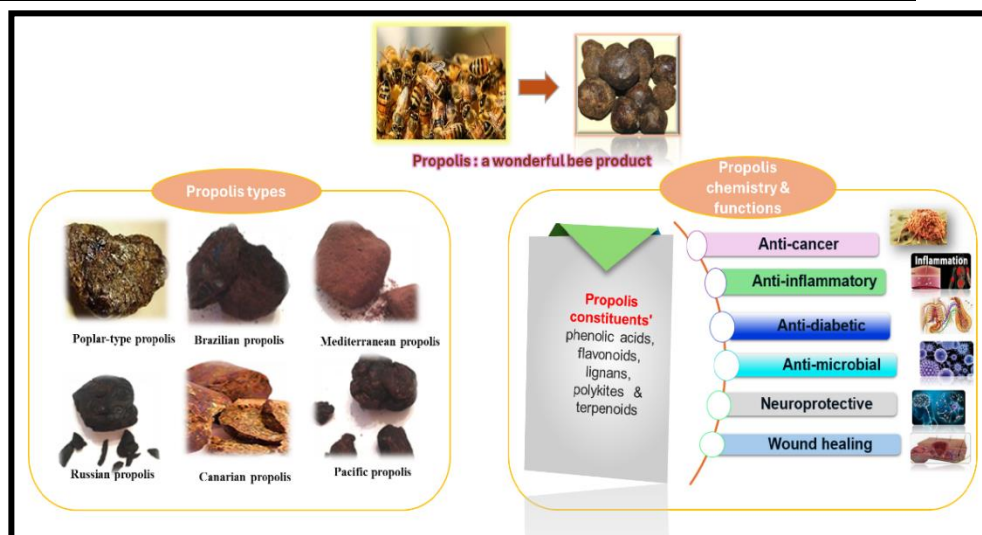 Propolis : a wonderful bee product
Propolis types
Poplar-type propolis
Brazilian propolis
Mediterranean propolis
Russian propolis
Canarian propolis
Pacific propolis
Propolis
chemistry &
functions
Propolis
constituents'
phenolic acids,
flavonoids,
lignans,
polykites &
terpenoids
Anti-cancer
Inflammation
Anti-inflammatory
Anti-diabetic
Anti-microbial
Neuroprotective
Wound healing